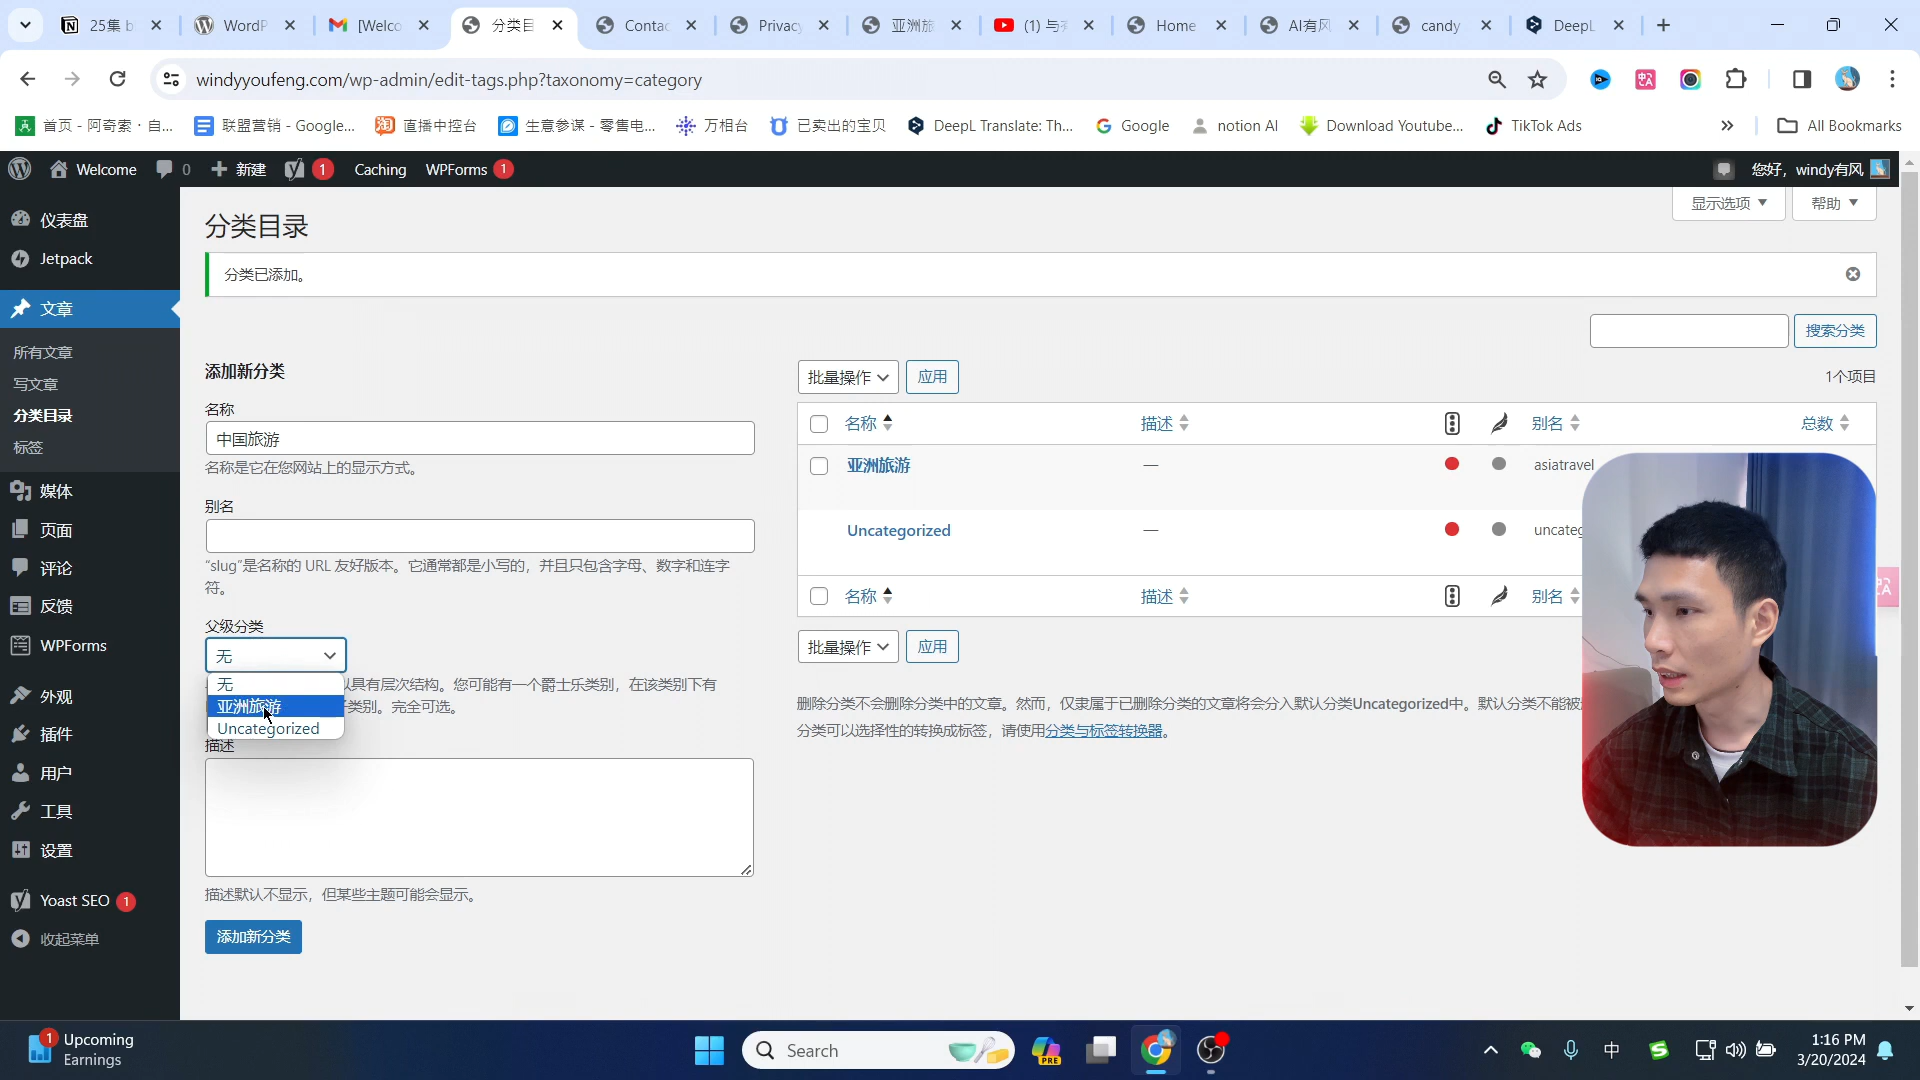 25集 b
WordP
[Welco
分类目
Contac
Privacy
亚洲旅
(1) 与
Home
AI有风
candy
DeepL
windyyoufeng.com/wp-admin/edit-tags.php?taxonomy=category
首页 - 阿奇索 · 自...
联盟营销 - Google...
直播中控台
生意参谋 - 零售电...
万相台
已卖出的宝贝
DeepL Translate: Th...
Google
notion AI
Download Youtube...
TikTok Ads
All Bookmarks
Welcome
0
新建
1
Caching
WPForms 1
您好，windy有风
仪表盘
Jetpack
文章
所有文章
写文章
分类目录
标签
媒体
页面
评论
反馈
WPForms
外观
插件
用户
工具
设置
Yoast SEO 1
收起菜单
分类目录
显示选项
帮助
分类已添加。
搜索分类
添加新分类
名称
中国旅游
名称是它在您网站上的显示方式。
别名
“slug”是名称的 URL 友好版本。它通常都是小写的，并且只包含字母、数字和连字
符。
父级分类
无
无
亚洲旅游
Uncategorized
具有层次结构。您可能有一个爵士乐类别，在该类别下有
类别。完全可选。
描述
描述默认不显示，但某些主题可能会显示。
添加新分类
批量操作
应用
1个项目
名称
描述
别名
总数
亚洲旅游
—
asiatravel
Uncategorized
—
uncateg
名称
描述
别名
批量操作
应用
删除分类不会删除分类中的文章。然而，仅隶属于已删除分类的文章将会分入默认分类Uncategorized中。默认分类不能被
分类可以选择性的转换成标签，请使用分类与标签转换器。
1
Upcoming
Earnings
Search
PRE
中
1:16 PM
3/20/2024